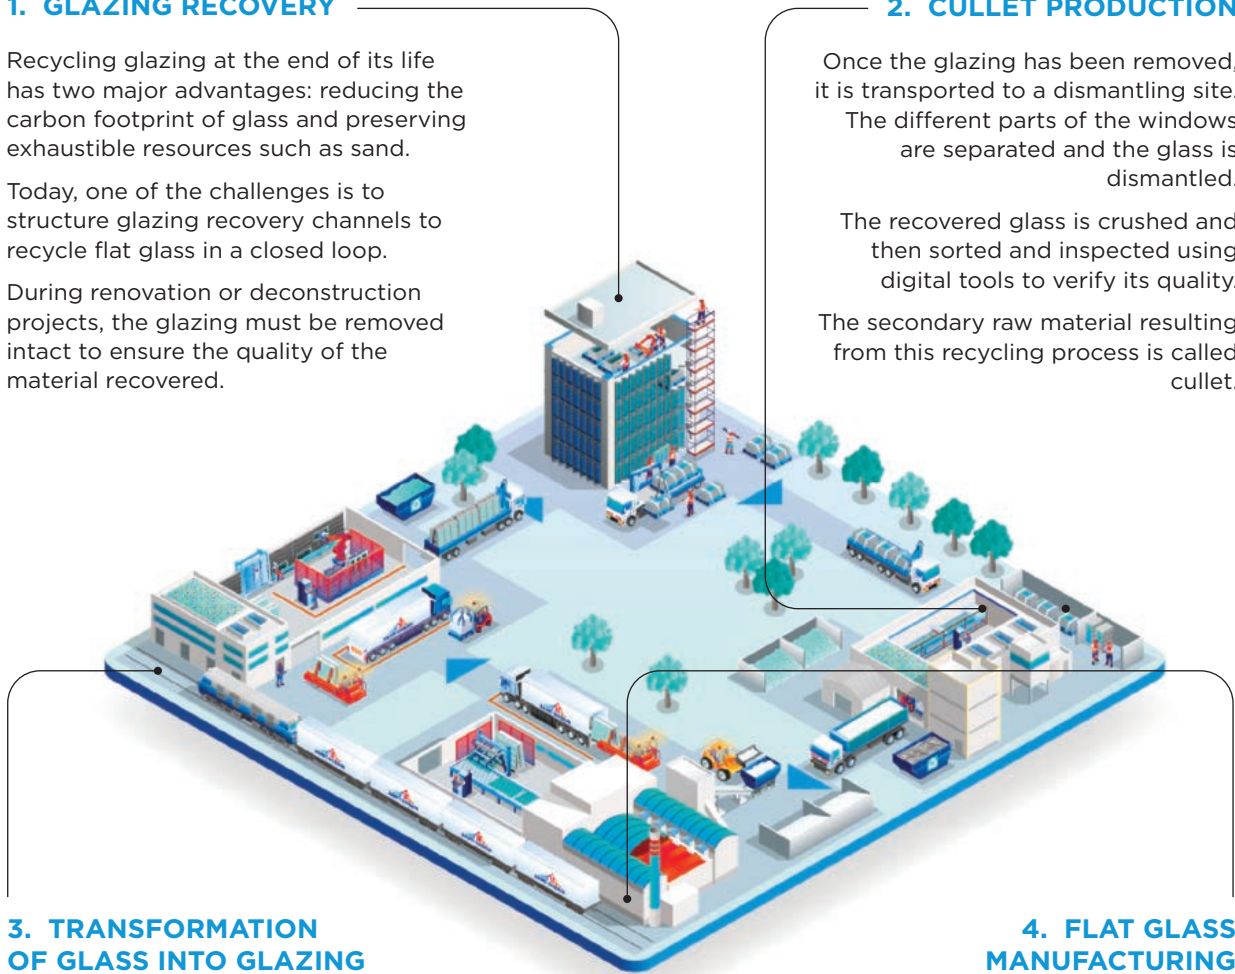 1. GLAZING RECOVERY
Recycling glazing at the end of its life
has two major advantages: reducing the
carbon footprint of glass and preserving
exhaustible resources such as sand.
Today, one of the challenges is to
structure glazing recovery channels to
recycle flat glass in a closed loop.
During renovation or deconstruction
projects, the glazing must be removed
intact to ensure the quality of the
material recovered.
2. CULLET PRODUCTION
Once the glazing has been removed,
it is transported to a dismantling site.
The different parts of the windows
are separated and the glass is
dismantled.
The recovered glass is crushed and
then sorted and inspected using
digital tools to verify its quality.
The secondary raw material resulting
from this recycling process is called
cullet.
3. TRANSFORMATION
OF GLASS INTO GLAZING
4. FLAT GLASS
MANUFACTURING